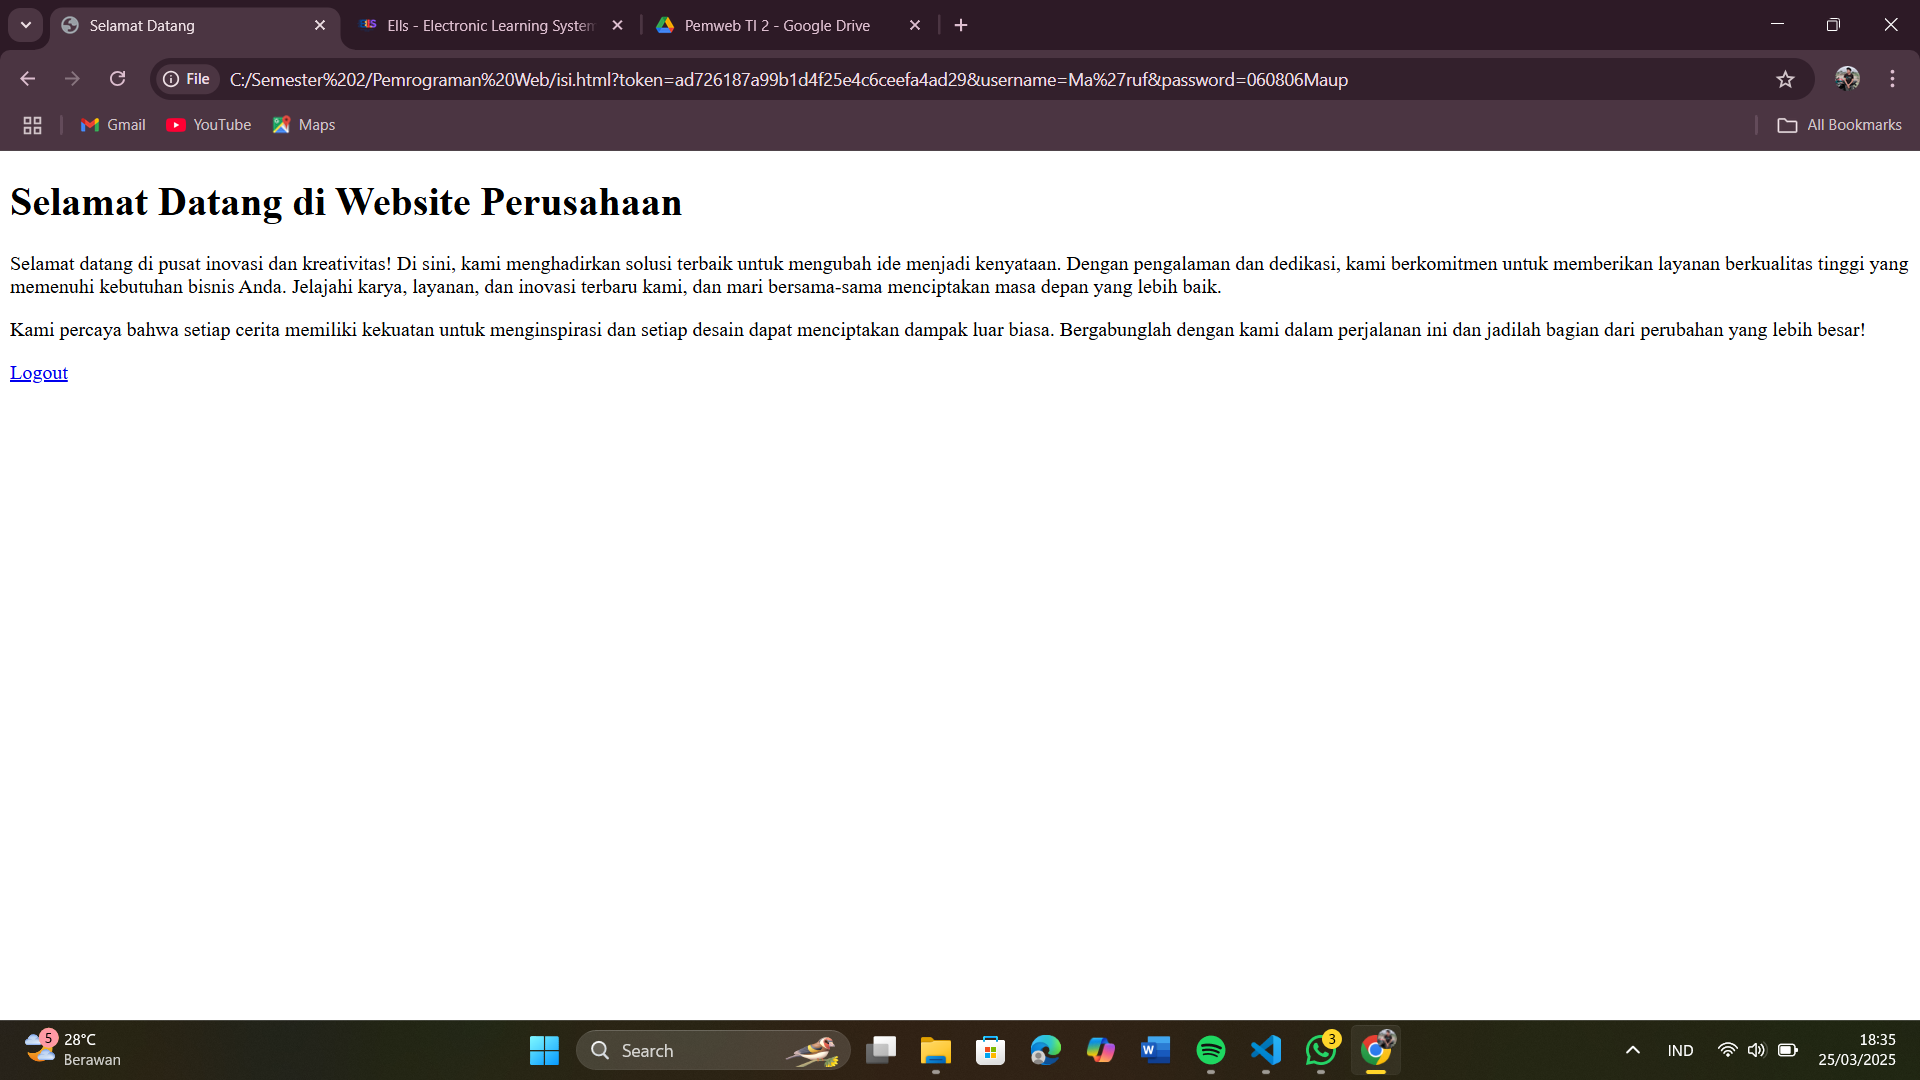 Selamat Datang
Ells - Electronic Learning System
Pemweb TI 2 - Google Drive
File
C:/Semester%202/Pemrograman%20Web/isi.html?token=ad726187a99b1d4f25e4c6ceefa4ad29&username=Ma%27ruf&password=060806Maup
Gmail
YouTube
Maps
All Bookmarks
Selamat Datang di Website Perusahaan
Selamat datang di pusat inovasi dan kreativitas! Di sini, kami menghadirkan solusi terbaik untuk mengubah ide menjadi kenyataan. Dengan pengalaman dan dedikasi, kami berkomitmen untuk memberikan layanan berkualitas tinggi yang
memenuhi kebutuhan bisnis Anda. Jelajahi karya, layanan, dan inovasi terbaru kami, dan mari bersama-sama menciptakan masa depan yang lebih baik.
Kami percaya bahwa setiap cerita memiliki kekuatan untuk menginspirasi dan setiap desain dapat menciptakan dampak luar biasa. Bergabunglah dengan kami dalam perjalanan ini dan jadilah bagian dari perubahan yang lebih besar!
Logout
5
28°C
Berawan
Search
W
3
IND
18:35
25/03/2025